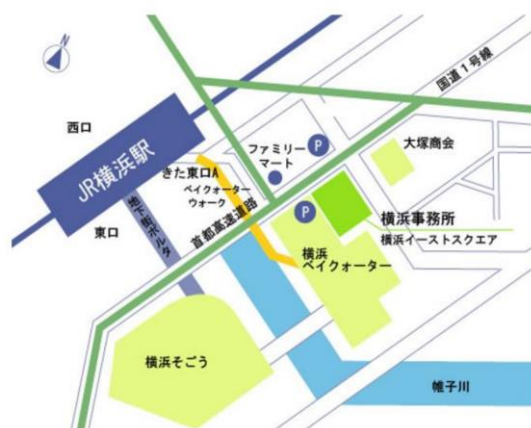 N
国道1号線
西口
JR横浜駅
ファミリー
マート
P
大塚商会
きた東口A
ベイクォーター
ウォーク
地下街ポルタ
東口
首都高速道路
P
横浜事務所
横浜イーストスクエア
横浜
ベイクォーター
横浜そごう
帷子川